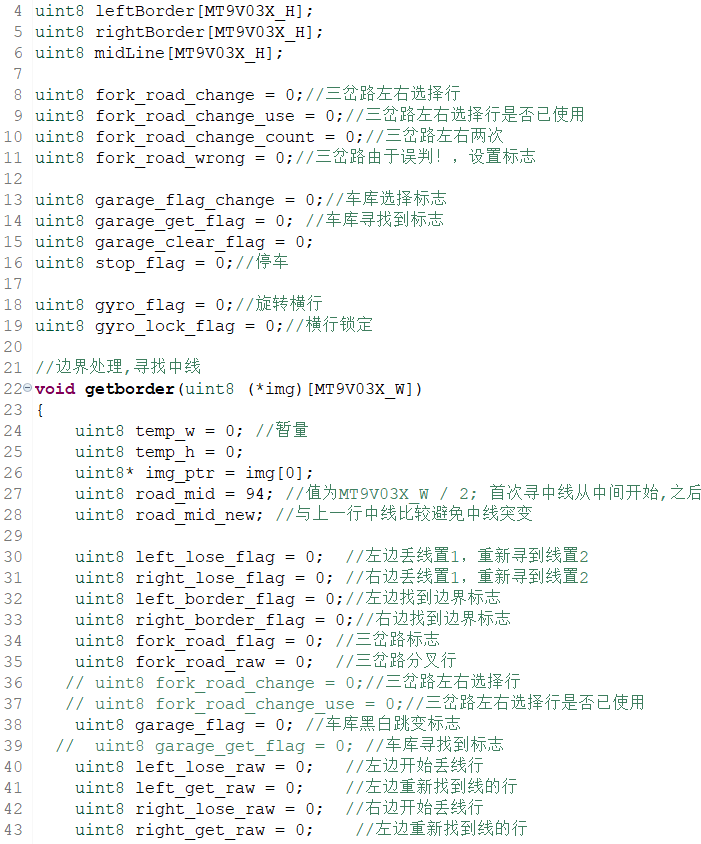 4 uint8 leftBorder[MT9V03X_H];
5 uint8 rightBorder[MT9V03X_H];
6 uint8 midLine[MT9V03X_H];
7
8 uint8 fork_road_change = 0;//三岔路左右选择行
9 uint8 fork_road_change_use = 0;//三岔路左右选择行是否已使用
10 uint8 fork_road_change_count = 0;//三岔路左右两次
11 uint8 fork_road_wrong = 0;//三岔路由于误判！，设置标志
12
13 uint8 garage_flag_change = 0;//车库选择标志
14 uint8 garage_get_flag = 0; //车库寻找到标志
15 uint8 garage_clear_flag = 0;
16 uint8 stop_flag = 0;//停车
17
18 uint8 gyro_flag = 0;//旋转横行
19 uint8 gyro_lock_flag = 0;//横行锁定
20
21 //边界处理,寻找中线
22 void getborder(uint8 (*img)[MT9V03X_W])
23 {
24     uint8 temp_w = 0; //暂量
25     uint8 temp_h = 0;
26     uint8* img_ptr = img[0];
27     uint8 road_mid = 94; //值为MT9V03X_W / 2; 首次寻中线从中间开始,之后
28     uint8 road_mid_new; //与上一行中线比较避免中线突变
29
30     uint8 left_lose_flag = 0;  //左边丢线置1，重新寻到线置2
31     uint8 right_lose_flag = 0; //右边丢线置1，重新寻到线置2
32     uint8 left_border_flag = 0;//左边找到边界标志
33     uint8 right_border_flag = 0;//右边找到边界标志
34     uint8 fork_road_flag = 0; //三岔路标志
35     uint8 fork_road_raw = 0;  //三岔路分叉行
36    // uint8 fork_road_change = 0;//三岔路左右选择行
37    // uint8 fork_road_change_use = 0;//三岔路左右选择行是否已使用
38     uint8 garage_flag = 0; //车库黑白跳变标志
39   //  uint8 garage_get_flag = 0; //车库寻找到标志
40     uint8 left_lose_raw = 0;   //左边开始丢线行
41     uint8 left_get_raw = 0;    //左边重新找到线的行
42     uint8 right_lose_raw = 0;  //右边开始丢线行
43     uint8 right_get_raw = 0;    //左边重新找到线的行